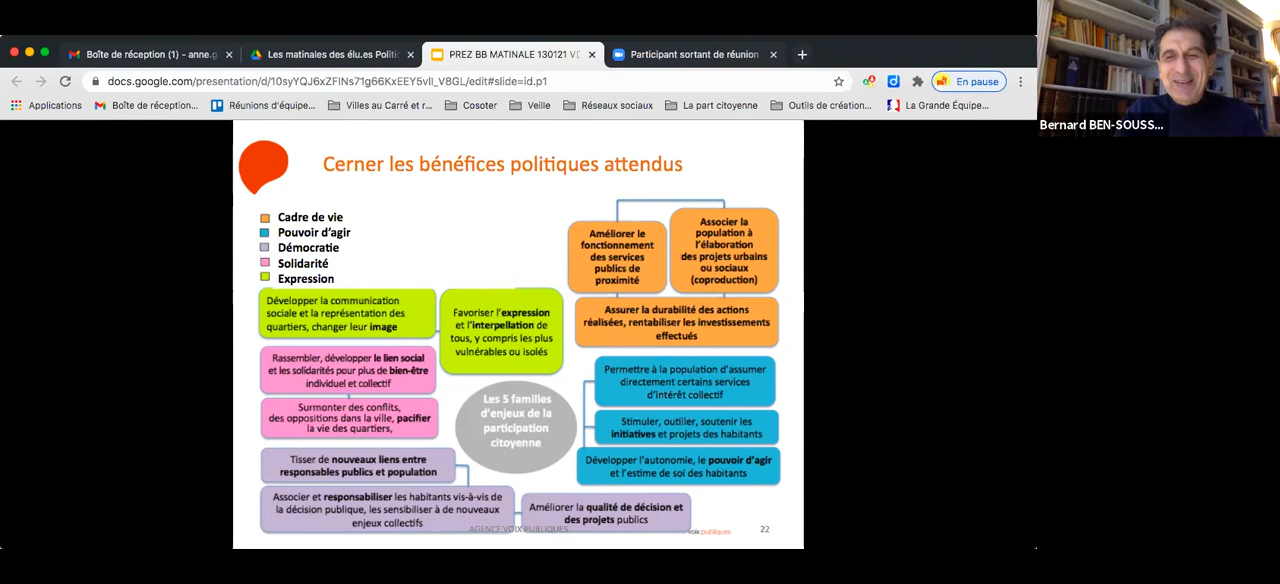 Boîte de réception (1) - anne.g
Les matinales des élu.es Politi
PREZ BB MATINALE 130121 VD
Participant sortant de réunion
docs.google.com/presentation/d/10syYQJ6xZFINs71g66KxEEY5vlI_V8GL/edit#slide=id.p1
En pause
Applications
Boîte de réception...
Réunions d'équipe...
Villes au Carré et r...
Cosoter
Veille
Réseaux sociaux
La part citoyenne
Outils de création...
La Grande Équipe...
Bernard BEN-SOUSS...
Cerner les bénéfices politiques attendus
Cadre de vie
Pouvoir d'agir
Démocratie
Solidarité
Expression
Améliorer le
fonctionnement
des services
publics de
proximité
Associer la
population à
l'élaboration
des projets urbains
ou sociaux
(coproduction)
Assurer la durabilité des actions
réalisées, rentabiliser les investissements
effectués
Développer la communication
sociale et la représentation des
quartiers, changer leur image
Favoriser l'expression
et l'interpellation de
tous, y compris les plus
vulnérables ou isolés
Rassembler, développer le lien social
et les solidarités pour plus de bien-être
individuel et collectif
Surmonter des conflits,
des oppositions dans la ville, pacifier
la vie des quartiers,
Les 5 familles
d'enjeux de la
participation
citoyenne
Permettre à la population d'assumer
directement certains services
d'intérêt collectif
Stimuler, outiller, soutenir les
initiatives et projets des habitants
Développer l'autonomie, le pouvoir d'agir
et l'estime de soi des habitants
Tisser de nouveaux liens entre
responsables publics et population
Associer et responsabiliser les habitants vis-à-vis de
la décision publique, les sensibiliser à de nouveaux
enjeux collectifs
Améliorer la qualité de décision et
des projets publics
AGENCE VOIX PUBLIQUES
voix publiques
22